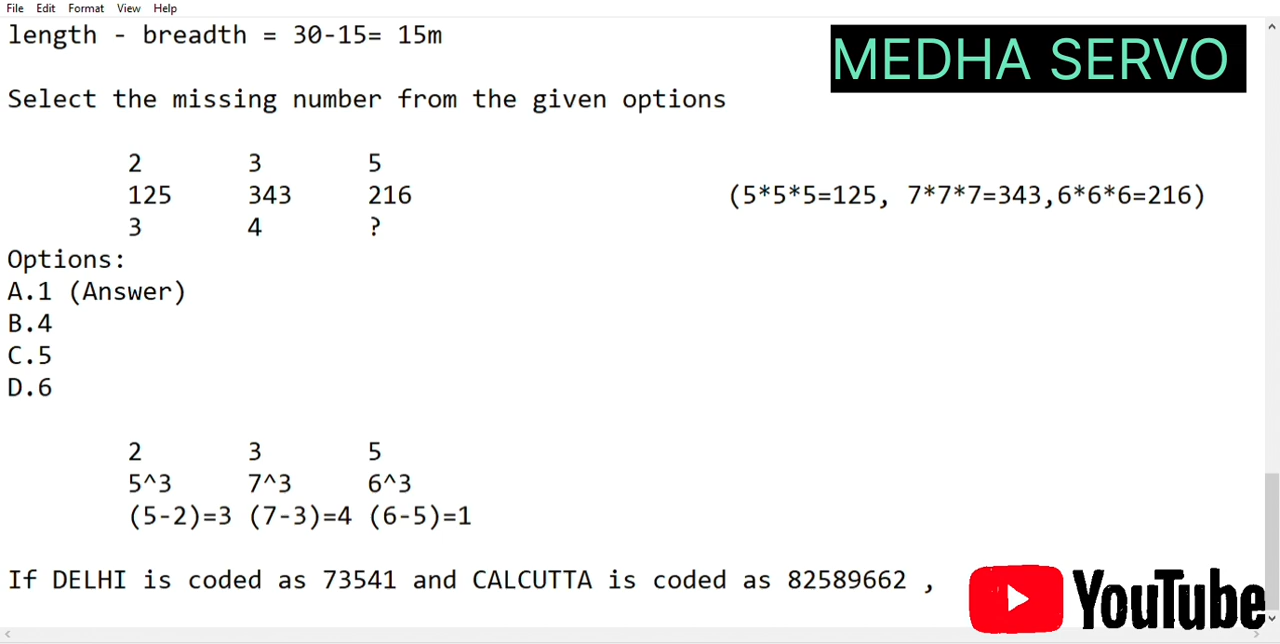 File Edit Format View Help
length - breadth = 30-15= 15m
MEDHA SERVO
Select the missing number from the given options
2 3 5
125 343 216 (5*5*5=125, 7*7*7=343,6*6*6=216)
3 4 ?
Options:
A.1 (Answer)
B.4
C.5
D.6
2 3 5
5^3 7^3 6^3
(5-2)=3 (7-3)=4 (6-5)=1
If DELHI is coded as 73541 and CALCUTTA is coded as 82589662 ,
YouTube